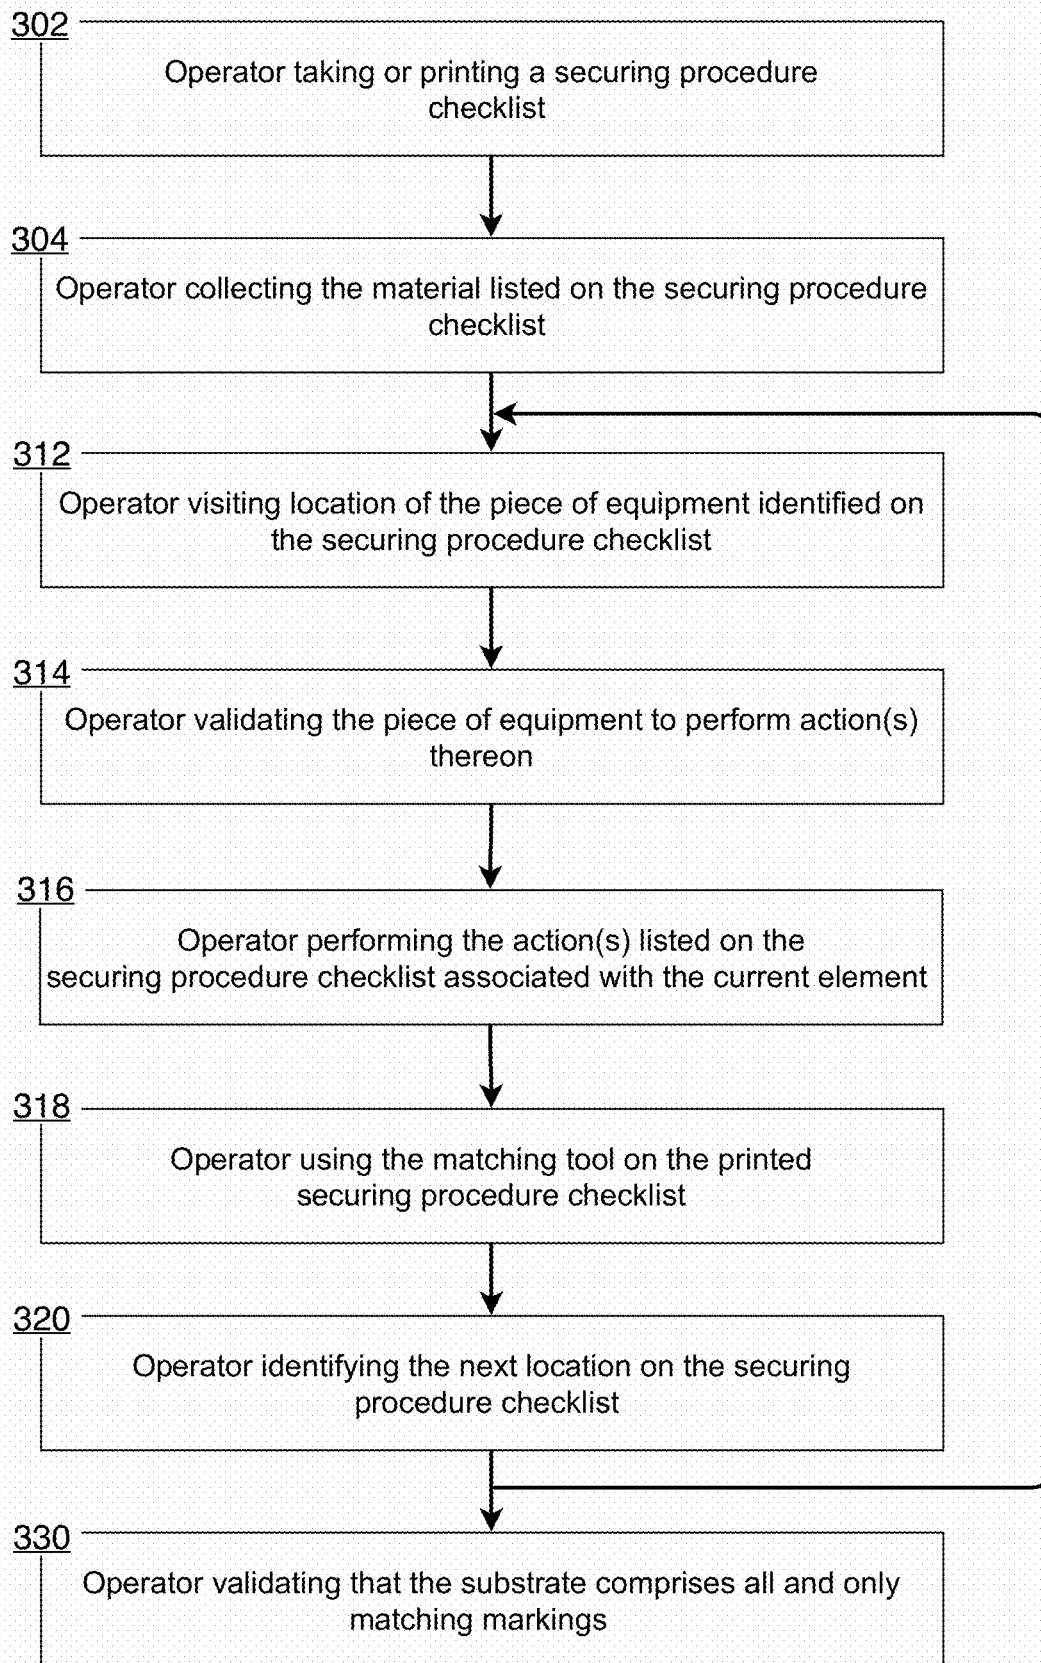 302
Operator taking or printing a securing procedure
checklist
304
Operator collecting the material listed on the securing procedure
checklist
312
Operator visiting location of the piece of equipment identified on
the securing procedure checklist
314
Operator validating the piece of equipment to perform action(s)
thereon
316
Operator performing the action(s) listed on the
securing procedure checklist associated with the current element
318
Operator using the matching tool on the printed
securing procedure checklist
320
Operator identifying the next location on the securing
procedure checklist
330
Operator validating that the substrate comprises all and only
matching markings